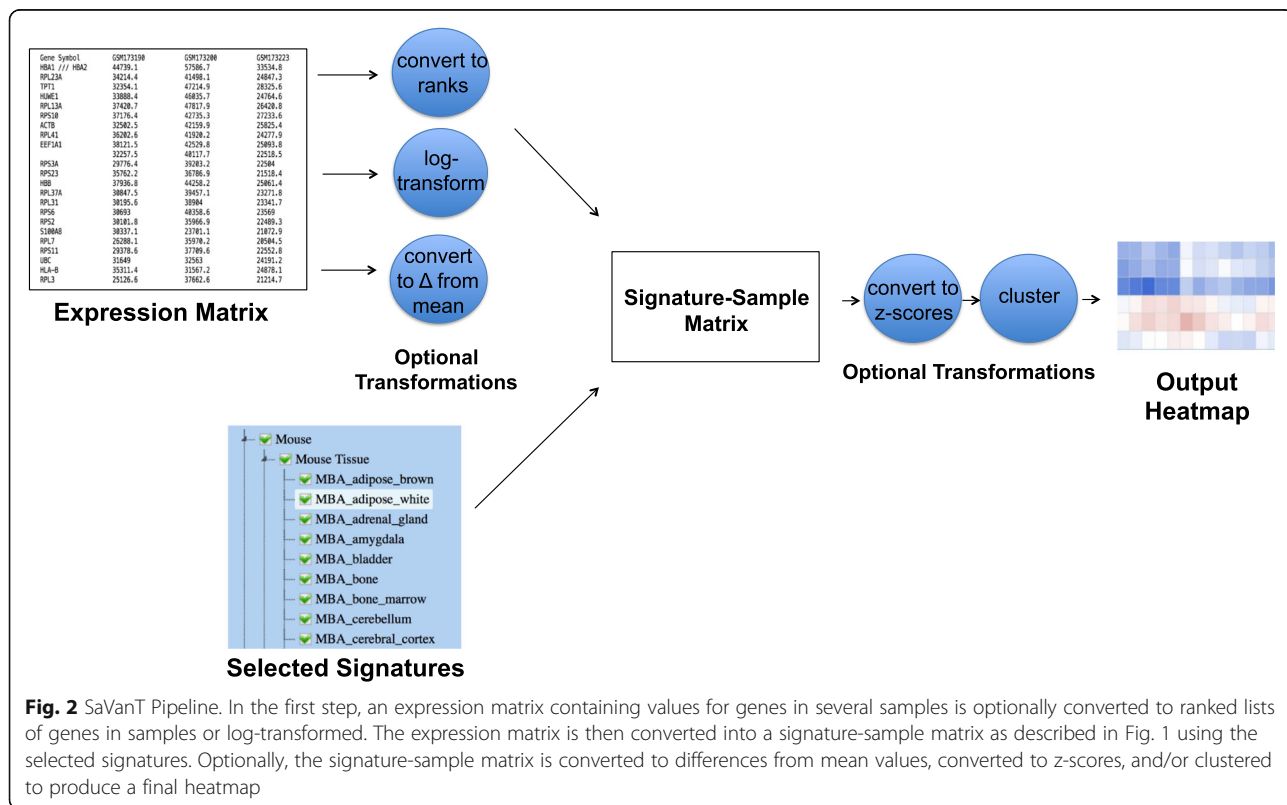 Gene Symbol GSM173190 GSM173200 GSM173223
HBA1 /// HBA2 44739.1 57586.7 33534.8
RPL23A 34214.4 41498.1 24847.3
TPT1 32354.1 47214.9 28325.6
HUWE1 33888.4 46035.7 24764.6
RPL13A 37420.7 47817.9 26420.8
RPS10 37176.4 42735.3 27233.6
ACTB 32502.5 42159.9 25825.4
RPL41 36202.6 41920.2 24277.9
EEF1A1 38121.5 42529.8 25093.8
32257.5 40117.7 22518.5
RPS3A 29776.4 39203.2 22504
RPS23 35762.2 36786.9 21518.4
HBB 37936.8 44258.2 25061.4
RPL37A 30847.5 39457.1 23271.8
RPL31 30195.6 38904 23341.7
RPS6 30693 40358.6 23569
RPS2 30101.8 35966.9 22489.3
S100A8 30337.1 23701.1 21072.9
RPL7 26288.1 35970.2 20504.5
RPS11 29378.6 37709.6 22552.8
UBC 31649 32563 24191.2
HLA-B 35311.4 31567.2 24878.1
RPL3 25126.6 37662.6 21214.7
Expression Matrix
convert to
ranks
log-
transform
convert
to Δ from
mean
Optional
Transformations
Mouse
Mouse Tissue
MBA_adipose_brown
MBA_adipose_white
MBA_adrenal_gland
MBA_amygdala
MBA_bladder
MBA_bone
MBA_bone_marrow
MBA_cerebellum
MBA_cerebral_cortex
Selected Signatures
Signature-Sample
Matrix
convert to
z-scores
cluster
Optional Transformations
Output
Heatmap
Fig. 2 SaVanT Pipeline. In the first step, an expression matrix containing values for genes in several samples is optionally converted to ranked lists
of genes in samples or log-transformed. The expression matrix is then converted into a signature-sample matrix as described in Fig. 1 using the
selected signatures. Optionally, the signature-sample matrix is converted to differences from mean values, converted to z-scores, and/or clustered
to produce a final heatmap